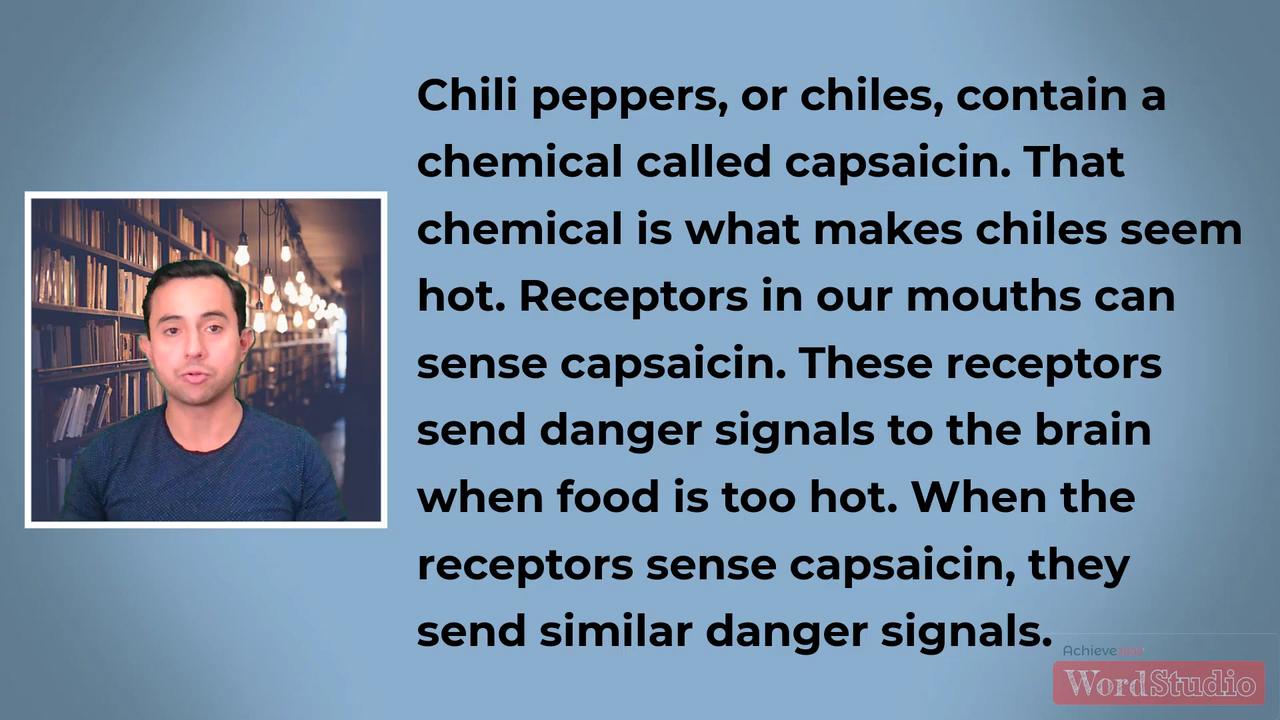 Chili peppers, or chiles, contain a
chemical called capsaicin. That
chemical is what makes chiles seem
hot. Receptors in our mouths can
sense capsaicin. These receptors
send danger signals to the brain
when food is too hot. When the
receptors sense capsaicin, they
send similar danger signals.
Achieve
WordStudio